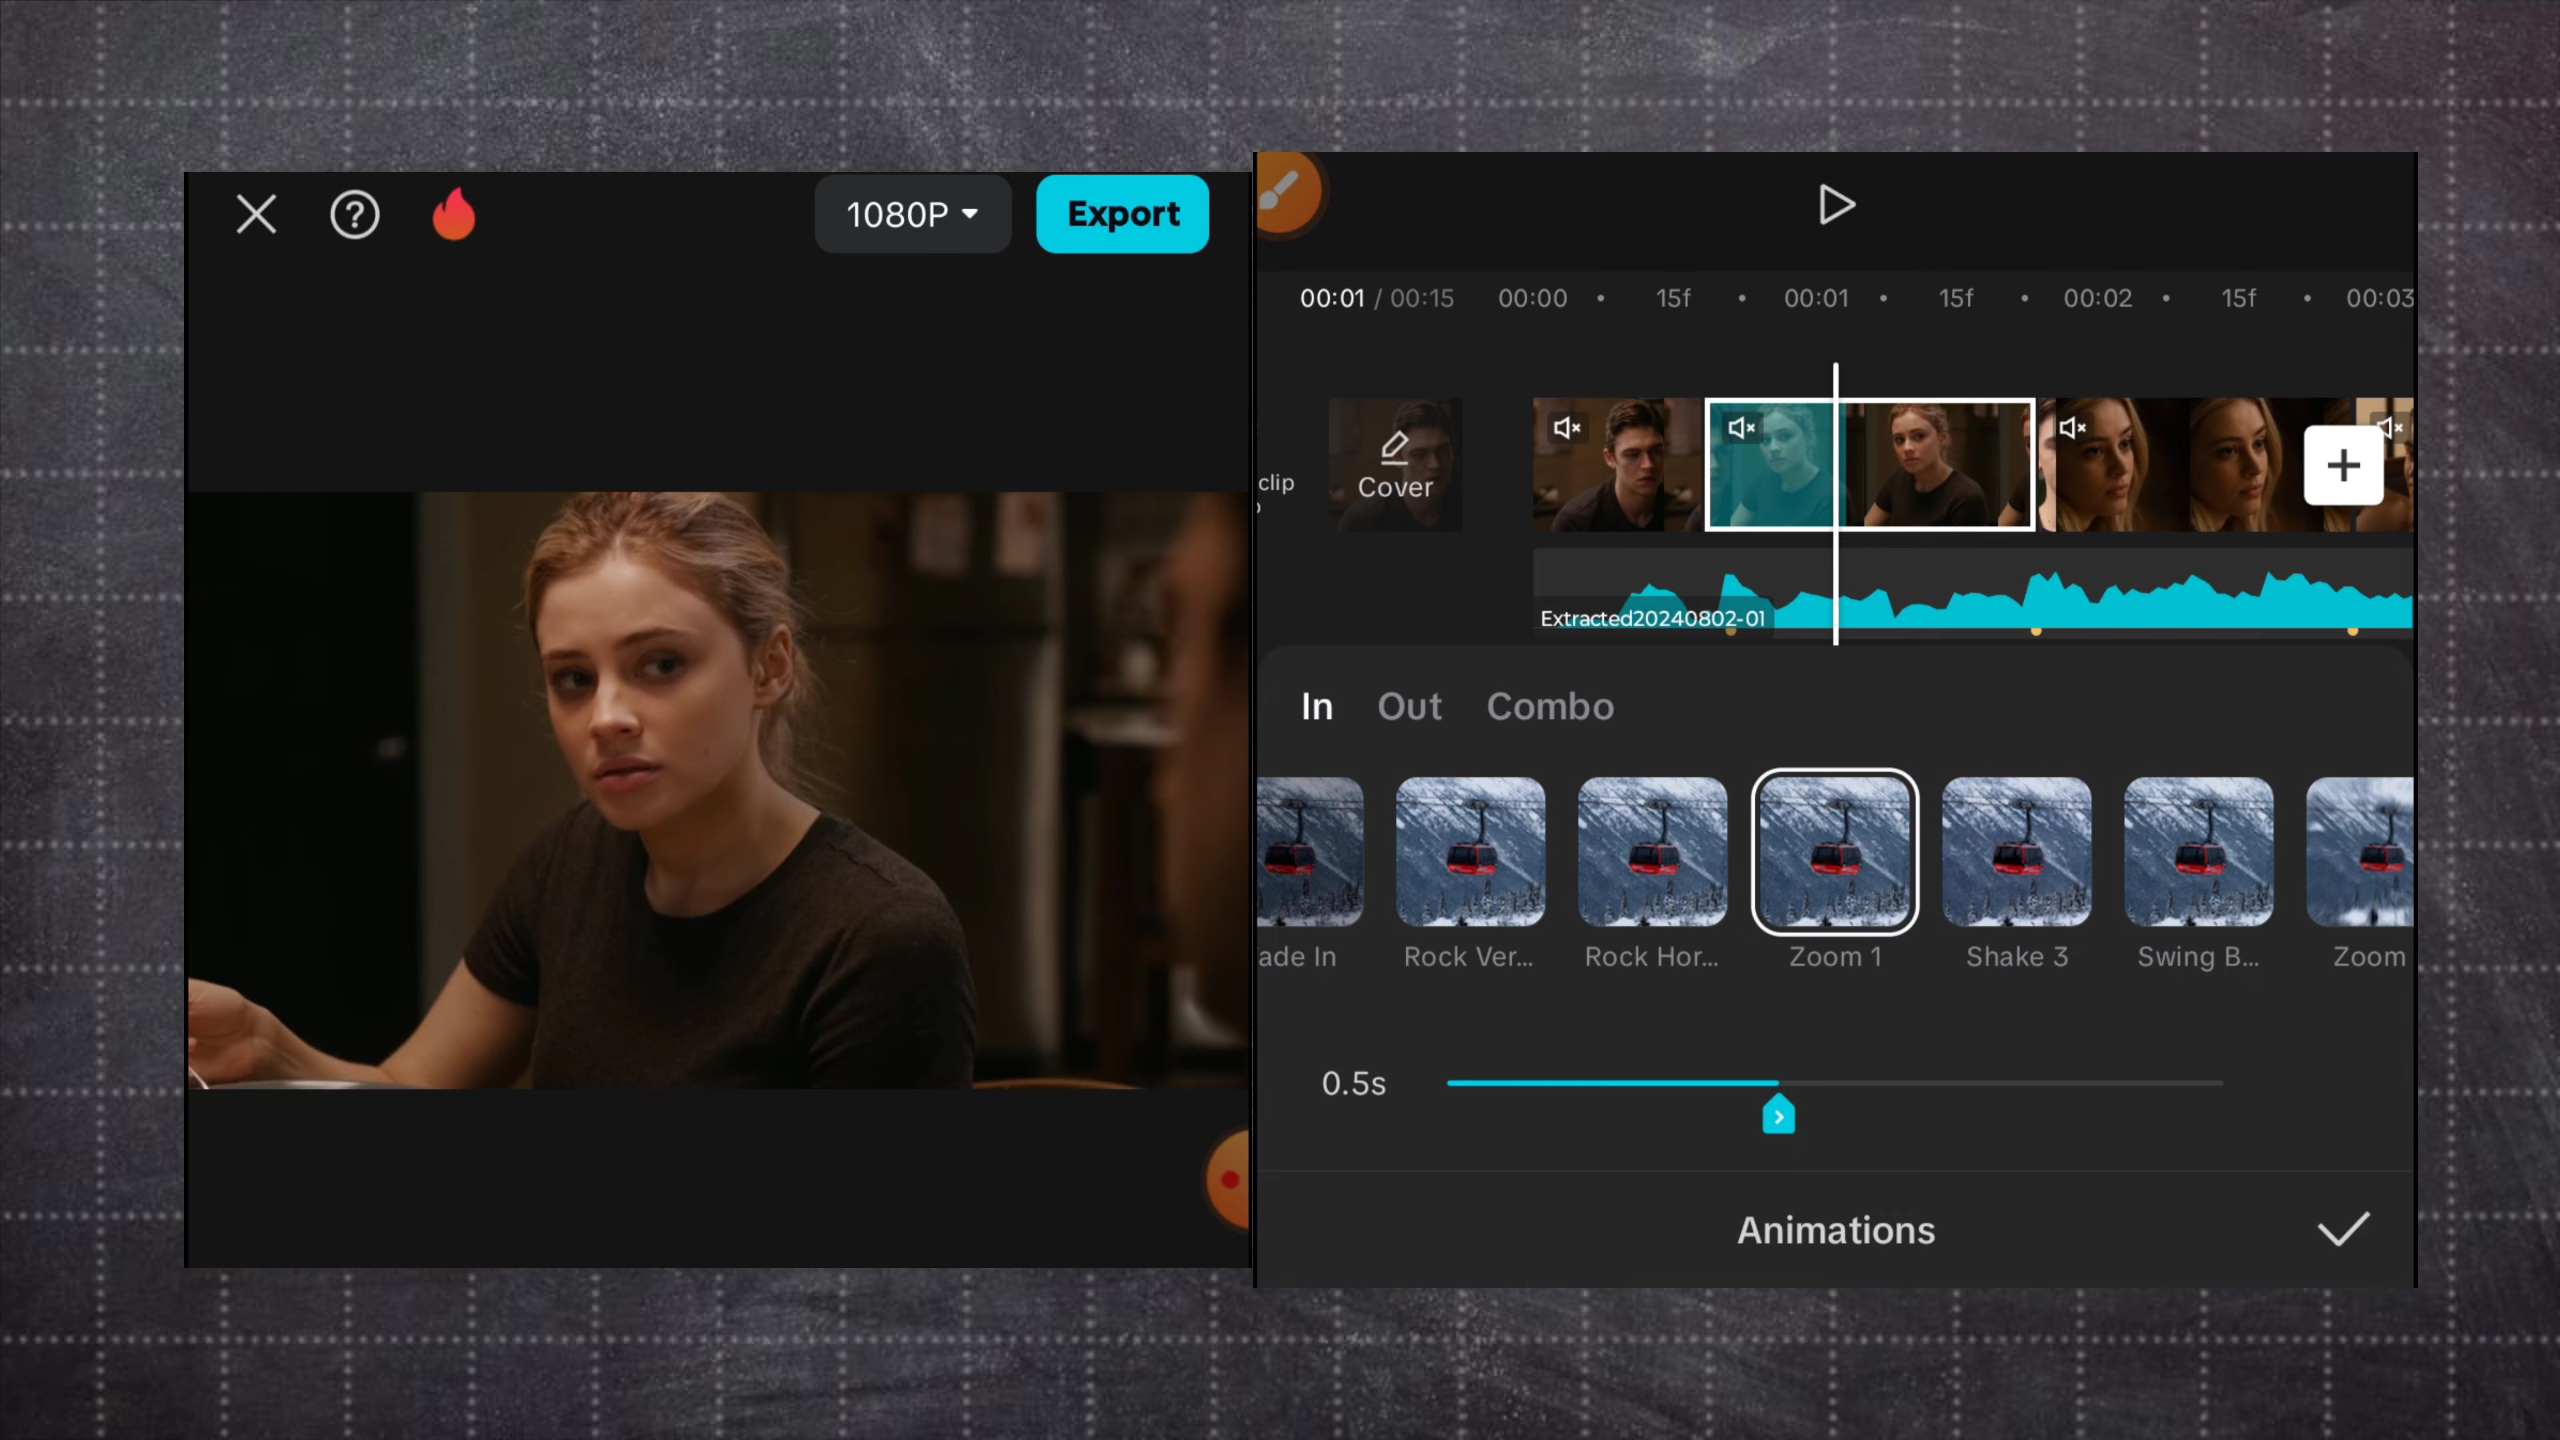 1080P
Export
00:01 / 00:15 00:00 15f 00:01 15f 00:02 15f 00:03
clip
Cover
Extracted20240802-01
In Out Combo
ade In Rock Ver... Rock Hor... Zoom 1 Shake 3 Swing B... Zoom
0.5s
Animations